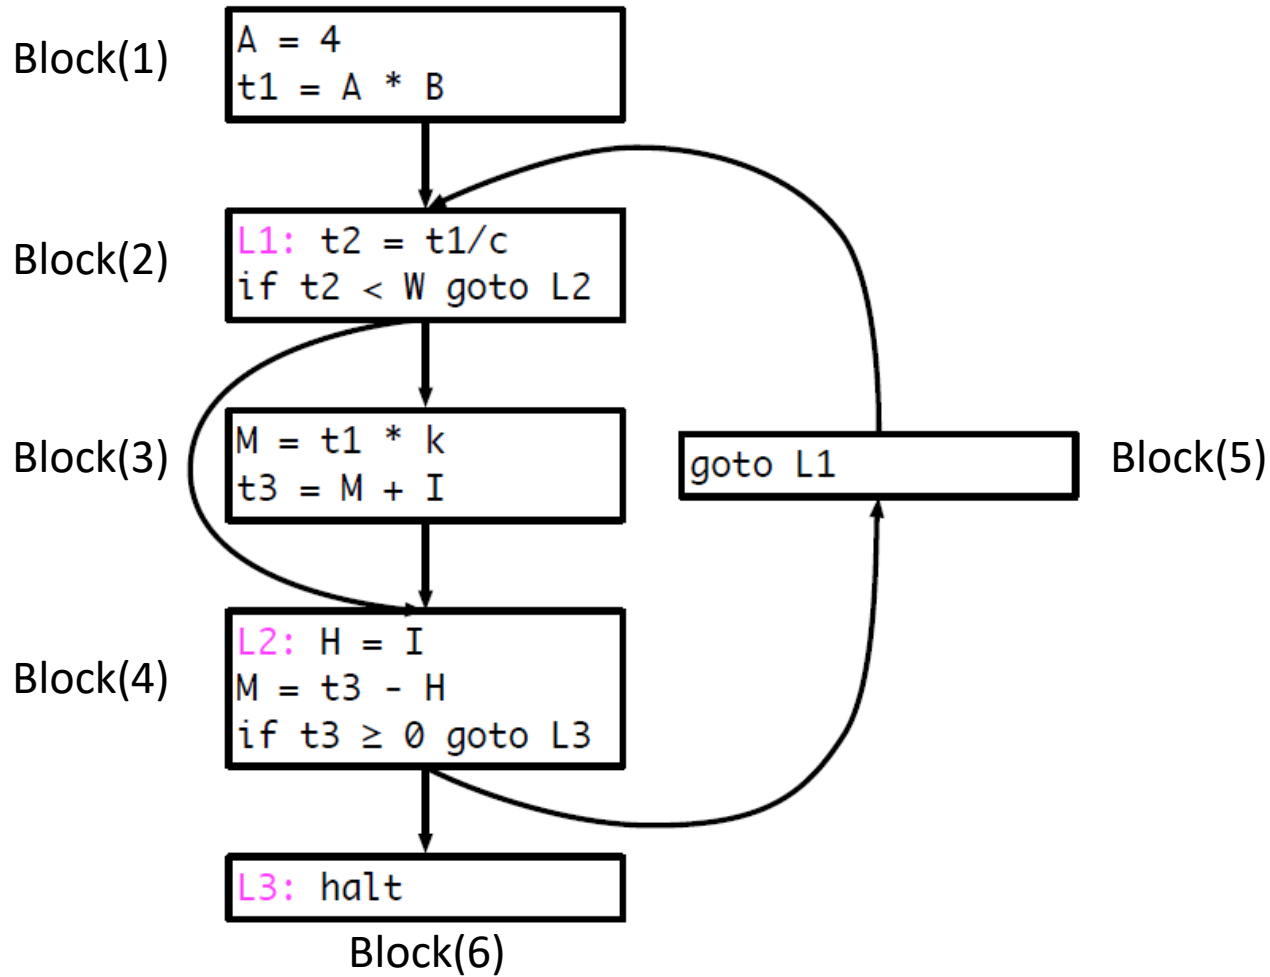 Block(1)
A = 4
t1 = A * B
Block(2)
L1: t2 = t1/c
if t2 < W goto L2
Block(3)
M = t1 * k
t3 = M + I
goto L1
Block(5)
Block(4)
L2: H = I
M = t3 - H
if t3 ≥ 0 goto L3
L3: halt
Block(6)